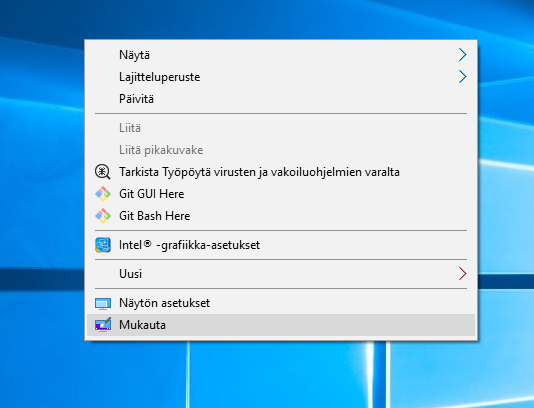 Näytä
Lajitteluperuste
Päivitä
Liitä
Liitä pikakuvake
Tarkista Työpöytä virusten ja vakoiluohjelmien varalta
Git GUI Here
Git Bash Here
Intel® -grafiikka-asetukset
Uusi
Näytön asetukset
Mukauta